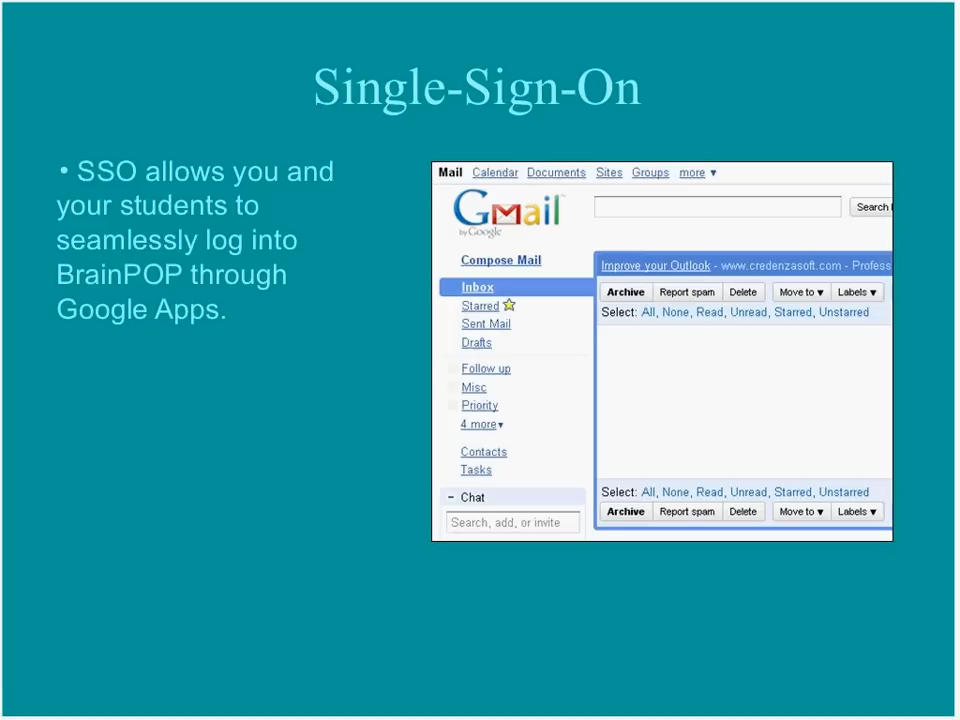 Single-Sign-On
• SSO allows you and
your students to
seamlessly log into
BrainPOP through
Google Apps.
Mail Calendar Documents Sites Groups more ▼
Gmail™
by Google
Search
Compose Mail
Inbox
Starred
Sent Mail
Drafts
Follow up
Misc
Priority
4 more▼
Contacts
Tasks
− Chat
Search, add, or invite
Improve your Outlook - www.credenzasoft.com - Profess
Archive Report spam Delete Move to ▼ Labels ▼
Select: All, None, Read, Unread, Starred, Unstarred
Select: All, None, Read, Unread, Starred, Unstarred
Archive Report spam Delete Move to ▼ Labels ▼